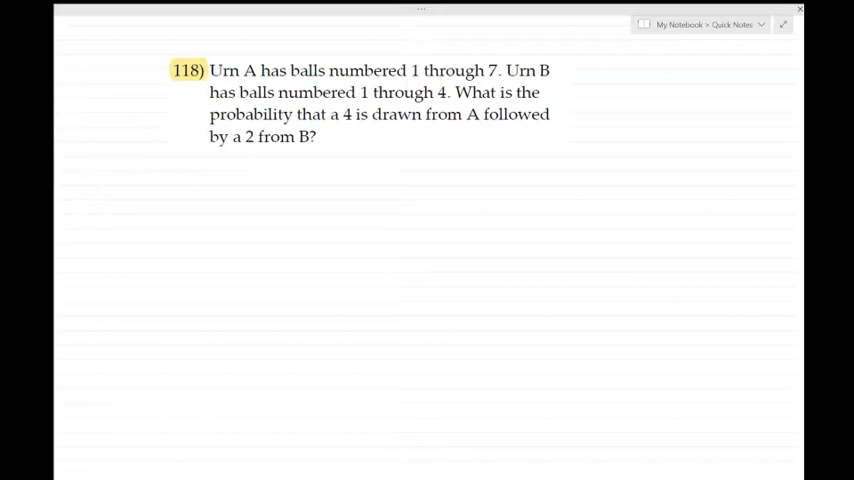 ...
My Notebook > Quick Notes
118) Urn A has balls numbered 1 through 7. Urn B
has balls numbered 1 through 4. What is the
probability that a 4 is drawn from A followed
by a 2 from B?